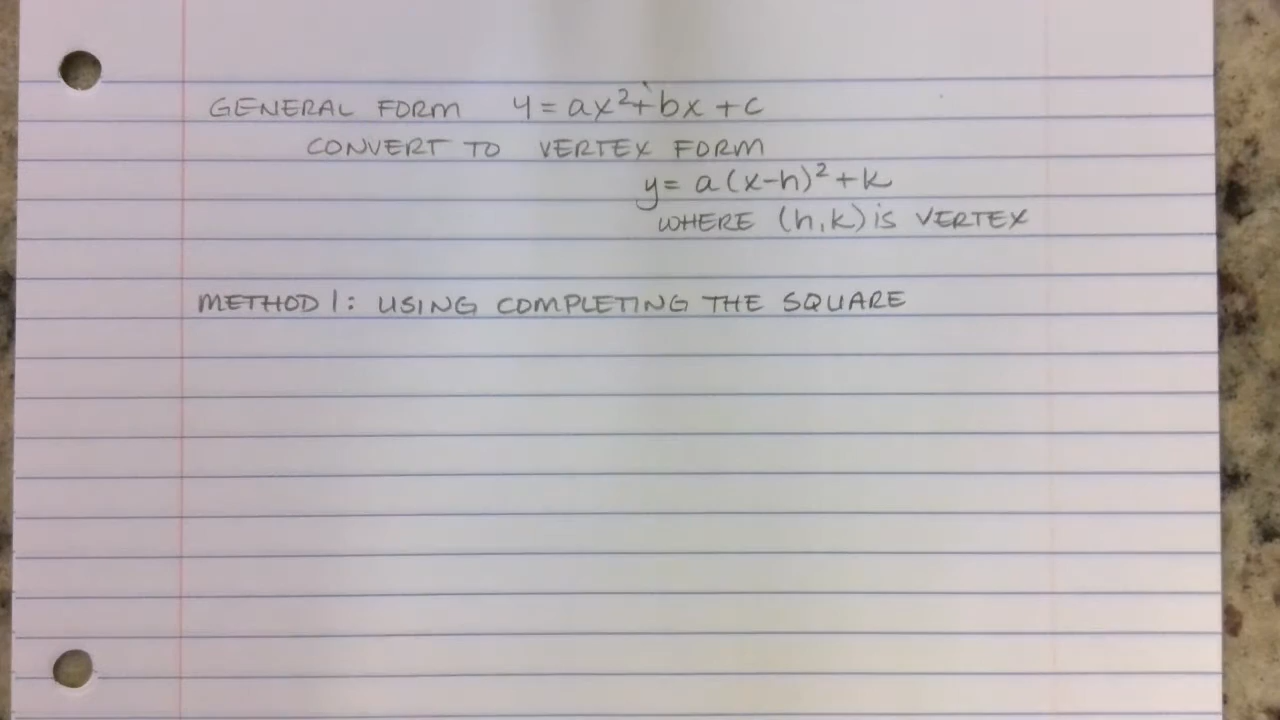 GENERAL FORM y = ax²+bx+c
CONVERT TO VERTEX FORM
y= a(x-h)²+k
WHERE (h,k) is VERTEX
METHOD 1: USING COMPLETING THE SQUARE